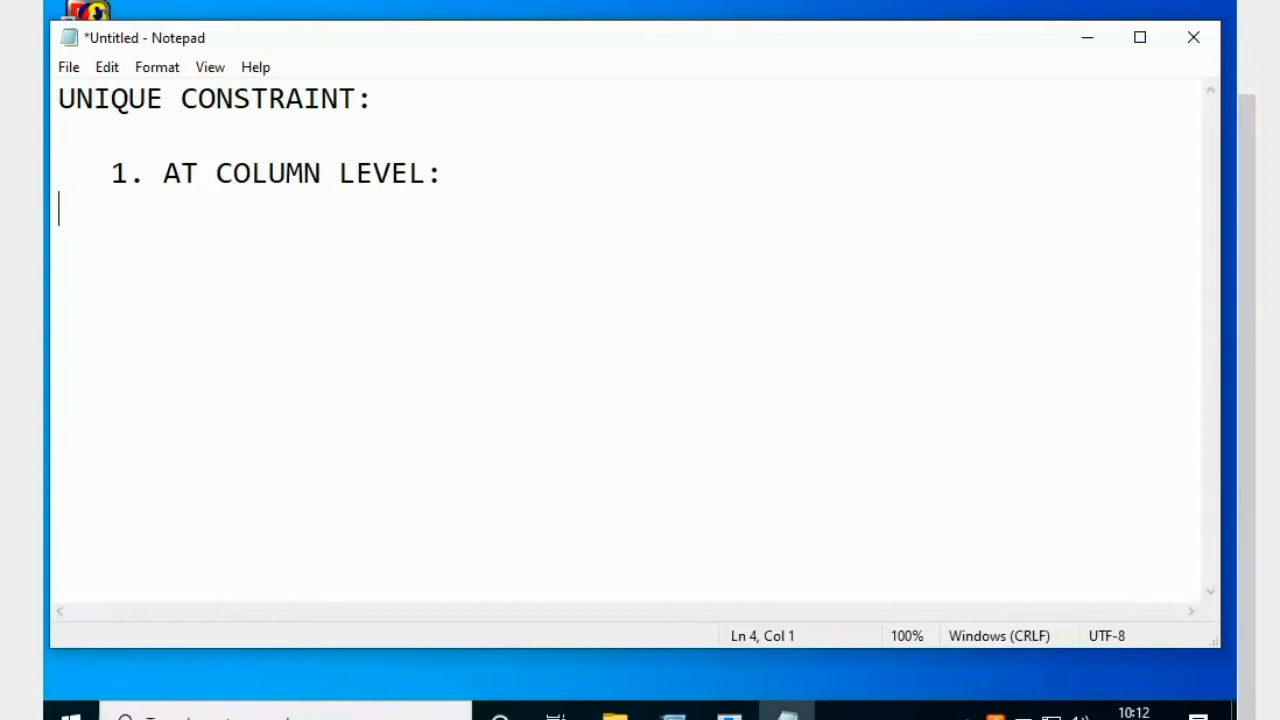 *Untitled - Notepad
File Edit Format View Help
UNIQUE CONSTRAINT:
1. AT COLUMN LEVEL:
Ln 4, Col 1 100% Windows (CRLF) UTF-8
10:12